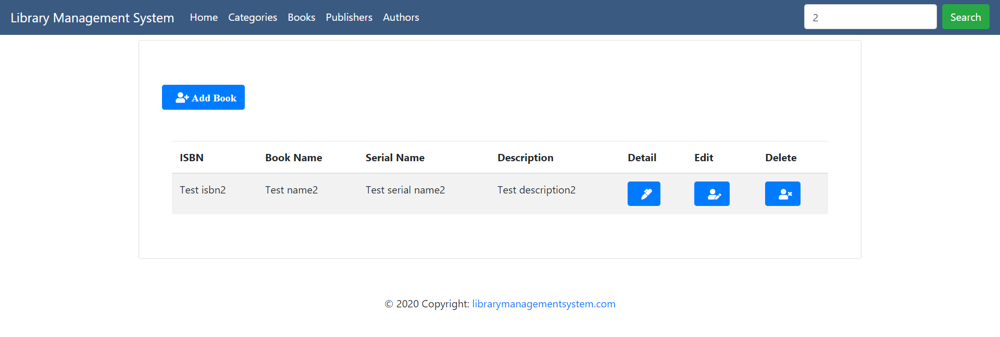 Library Management System Home Categories Books Publishers Authors 2 Search
Add Book
ISBN Book Name Serial Name Description Detail Edit Delete
Test isbn2 Test name2 Test serial name2 Test description2
© 2020 Copyright: librarymanagementsystem.com